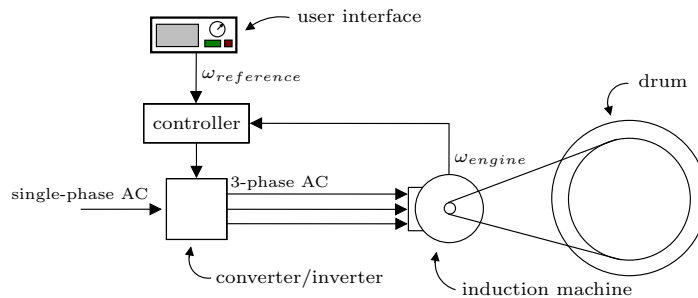 user interface
ω_reference
drum
controller
ω_engine
single-phase AC
3-phase AC
converter/inverter
induction machine